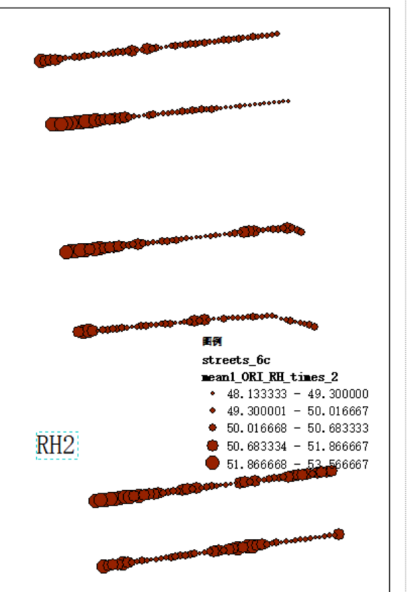 图例
streets_6c
mean1_ORI_RH_times_2
48.133333 - 49.300000
49.300001 - 50.016667
50.016668 - 50.683333
50.683334 - 51.866667
RH2
51.866668 - 53.566667